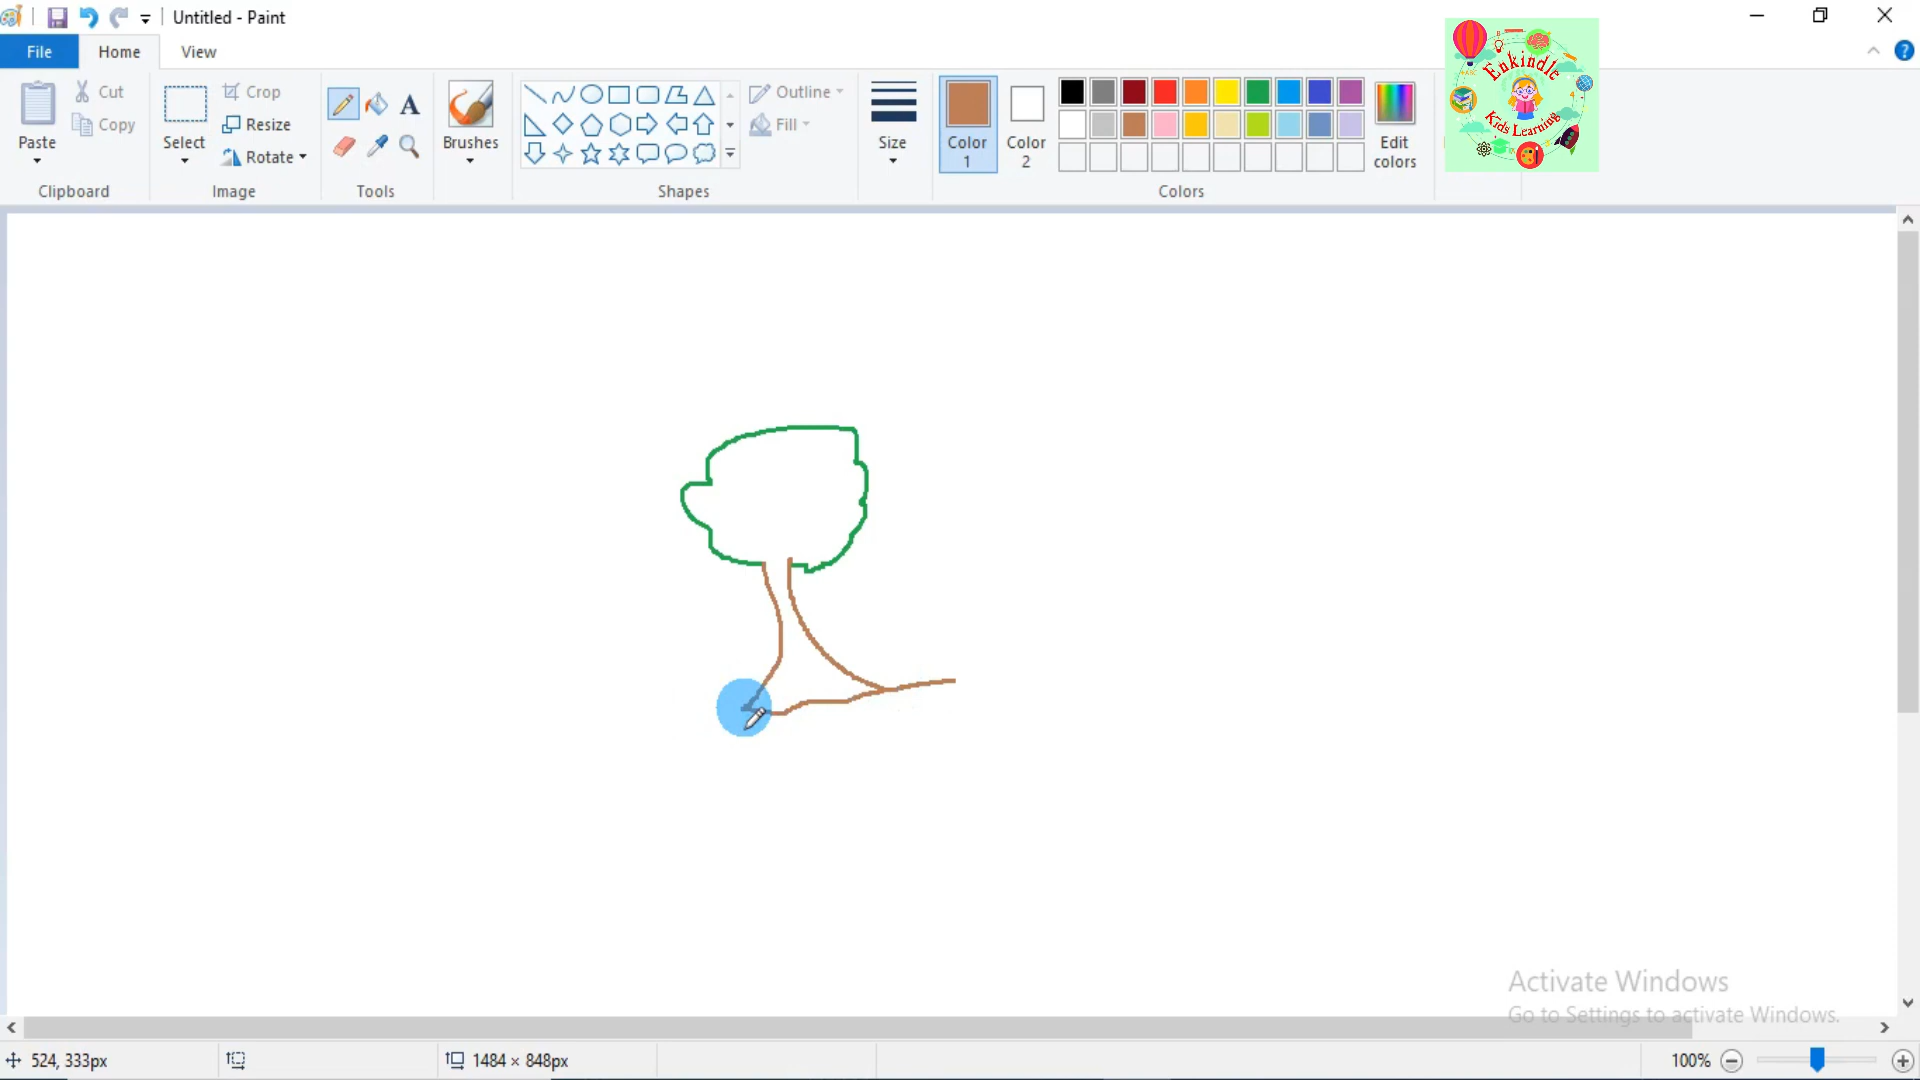 Untitled - Paint
File Home View
Paste
Cut
Copy
Clipboard
Select
Crop
Resize
Rotate
Image
A
Tools
Brushes
Shapes
Outline
Fill
Size
Color 1
Color 2
Edit colors
Colors
Enkindle
Kids Learning
Activate Windows
Go to Settings to activate Windows.
524, 333px
1484 × 848px
100%